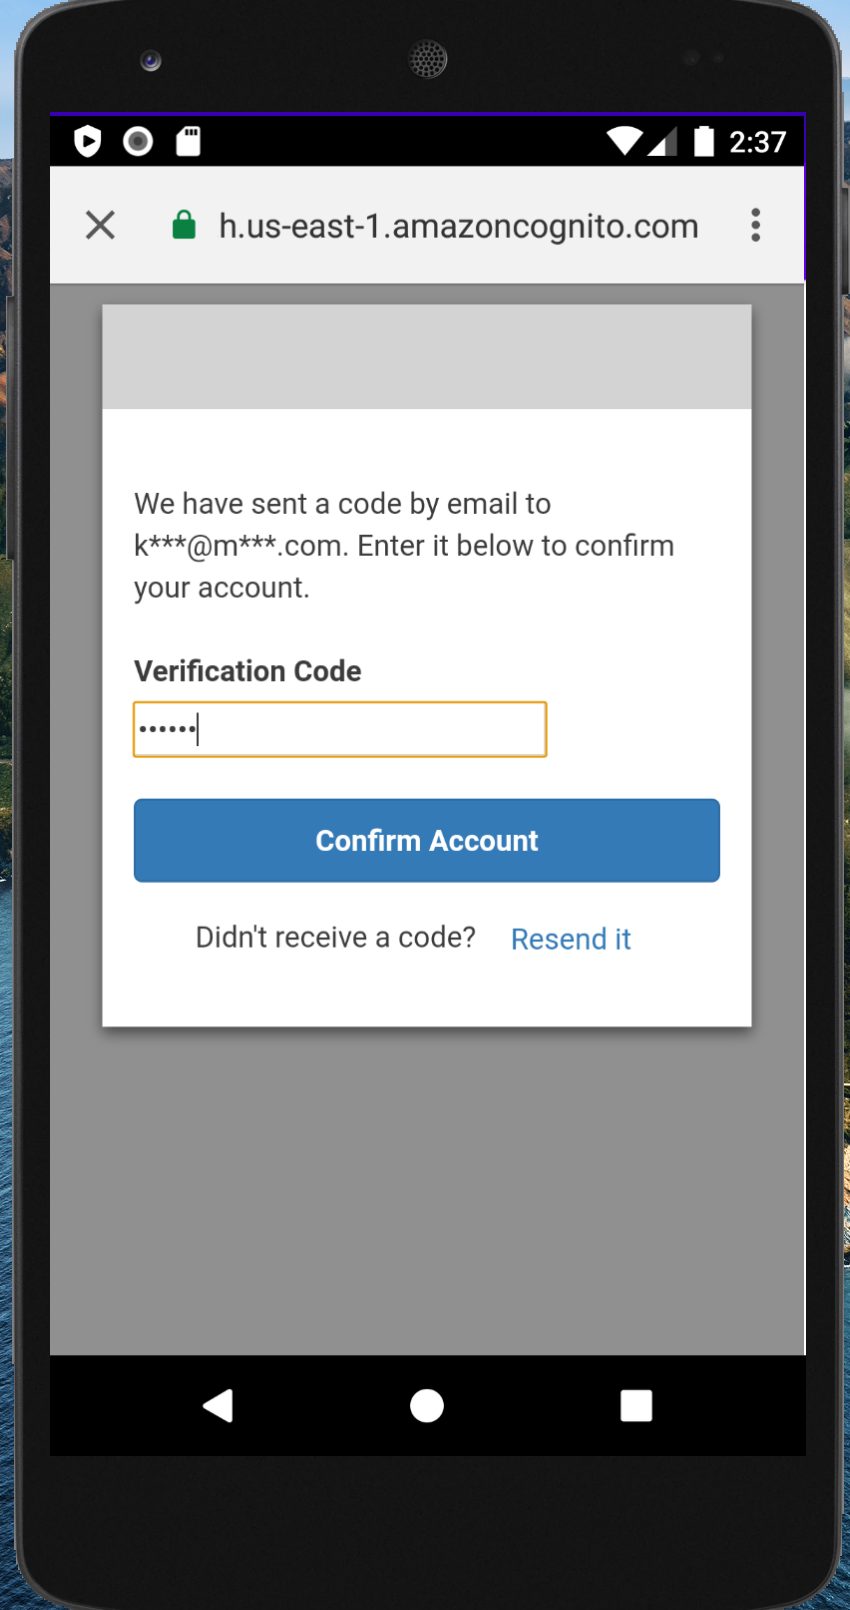 2:37
h.us-east-1.amazoncognito.com
We have sent a code by email to
k***@m***.com. Enter it below to confirm
your account.
Verification Code
••••••
Confirm Account
Didn't receive a code? Resend it